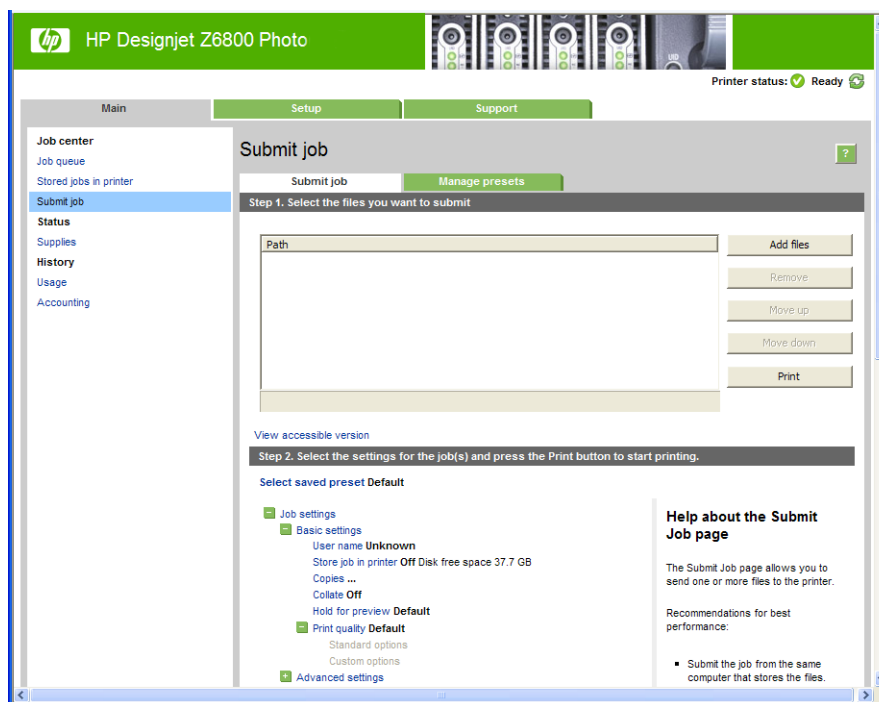 hp
HP Designjet Z6800 Photo
UID
Printer status: Ready
Main
Setup
Support
Job center
Job queue
Stored jobs in printer
Submit job
Status
Supplies
History
Usage
Accounting
Submit job
?
Submit job
Manage presets
Step 1. Select the files you want to submit
Path
Add files
Remove
Move up
Move down
Print
View accessible version
Step 2. Select the settings for the job(s) and press the Print button to start printing.
Select saved preset Default
Job settings
Basic settings
User name Unknown
Store job in printer Off Disk free space 37.7 GB
Copies ...
Collate Off
Hold for preview Default
Print quality Default
Standard options
Custom options
Advanced settings
Help about the Submit
Job page
The Submit Job page allows you to
send one or more files to the printer.
Recommendations for best
performance:
Submit the job from the same
computer that stores the files.